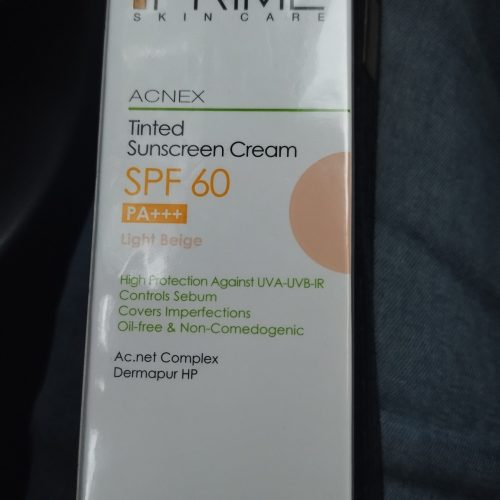 PRIME
SKIN CARE
ACNEX
Tinted
Sunscreen Cream
SPF 60
PA+++
Light Beige
High Protection Against UVA-UVB-IR
Controls Sebum
Covers Imperfections
Oil-free & Non-Comedogenic
Ac.net Complex
Dermapur HP